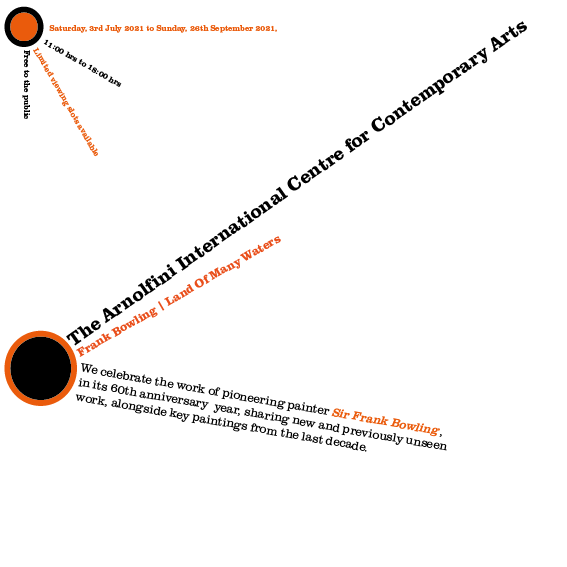 Saturday, 3rd July 2021 to Sunday, 26th September 2021.
11:00 hrs to 18:00 hrs
Limited viewing slots available
Free to the public
The Arnolfini International Centre for Contemporary Arts
Frank Bowling | Land Of Many Waters
We celebrate the work of pioneering painter Sir Frank Bowling,
in its 60th anniversary year, sharing new and previously unseen
work, alongside key paintings from the last decade.